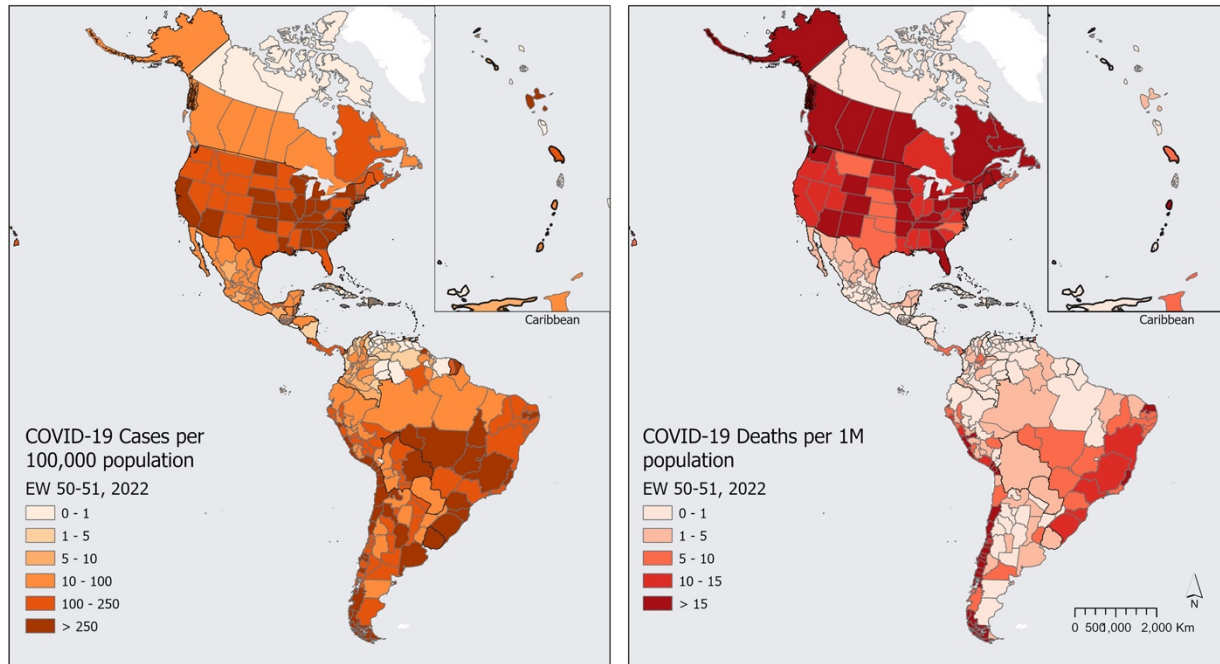 Caribbean
COVID-19 Cases per
100,000 population
EW 50-51, 2022
0 - 1
1 - 5
5 - 10
10 - 100
100 - 250
> 250
Caribbean
COVID-19 Deaths per 1M
population
EW 50-51, 2022
0 - 1
1 - 5
5 - 10
10 - 15
> 15
N
0 5001,000 2,000 Km